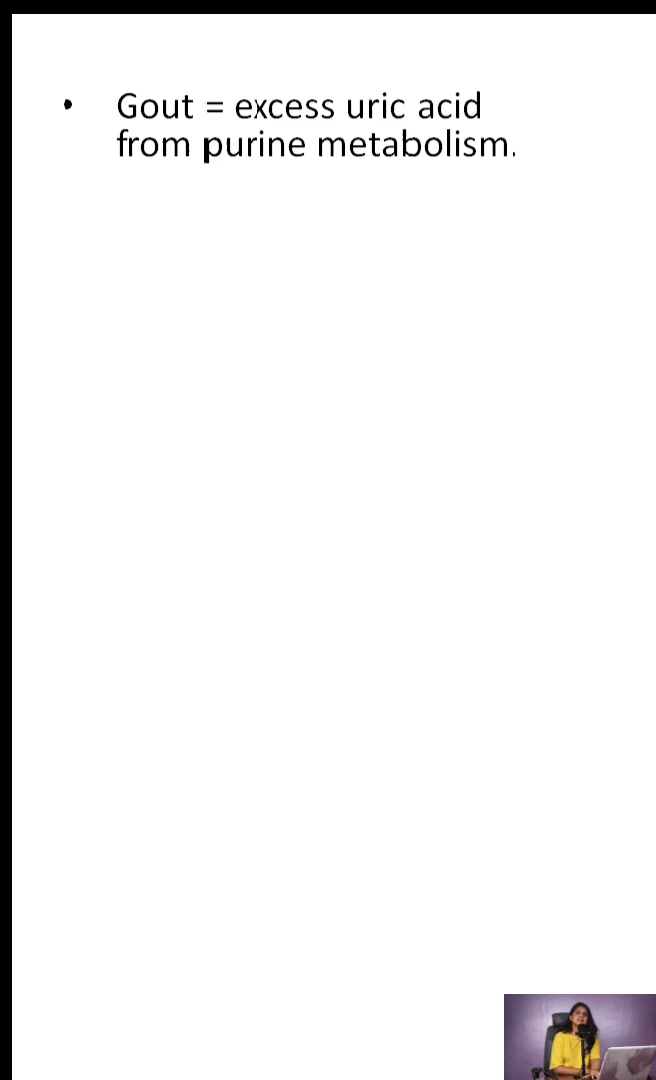 • Gout = excess uric acid
from purine metabolism.